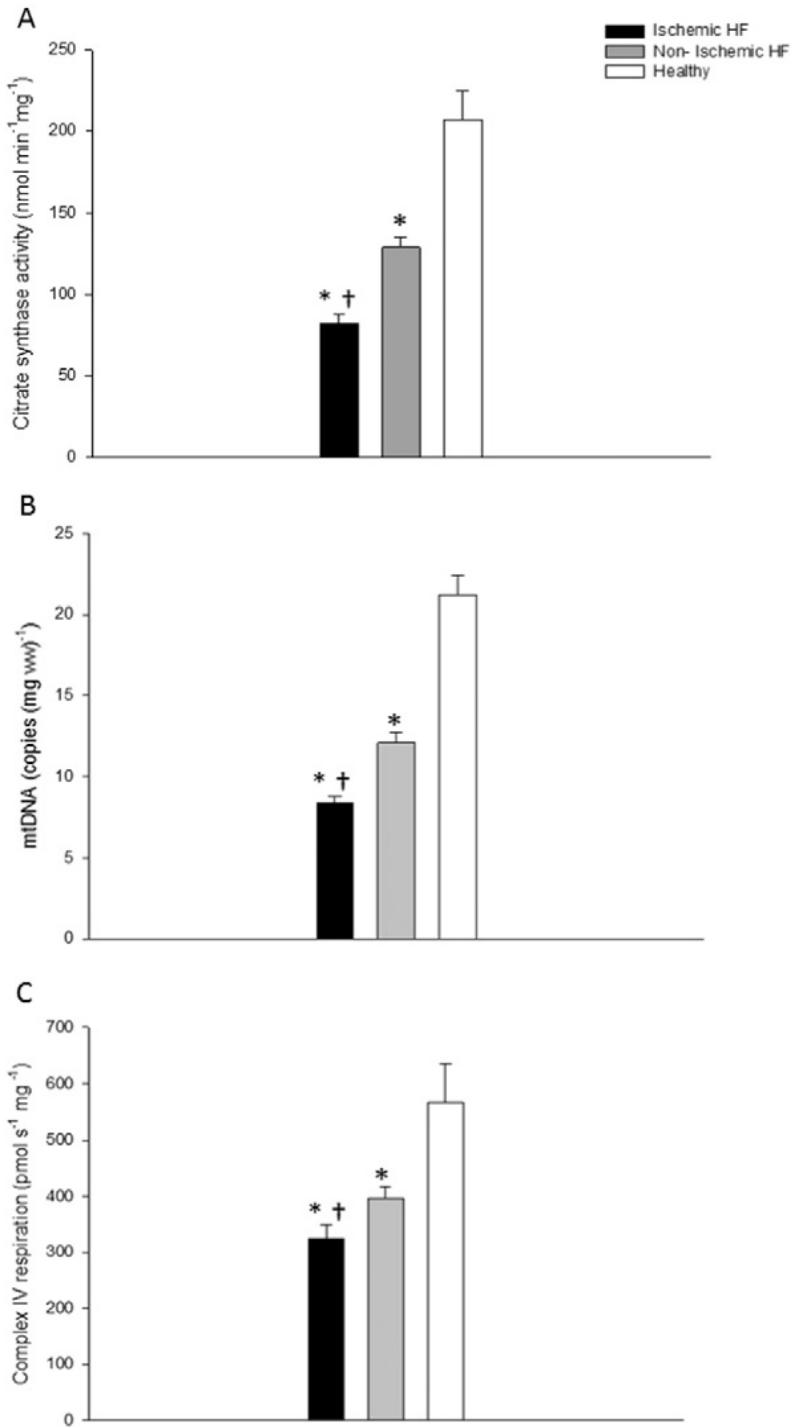 A
Ischemic HF
Non- Ischemic HF
Healthy
Citrate synthase activity (nmol min⁻¹mg⁻¹)
250
200
150
100
50
0
*
* †
B
mtDNA (copies (mg ww)⁻¹)
25
20
15
10
5
0
*
* †
C
Complex IV respiration (pmol s⁻¹ mg ⁻¹)
700
600
500
400
300
200
100
0
*
* †